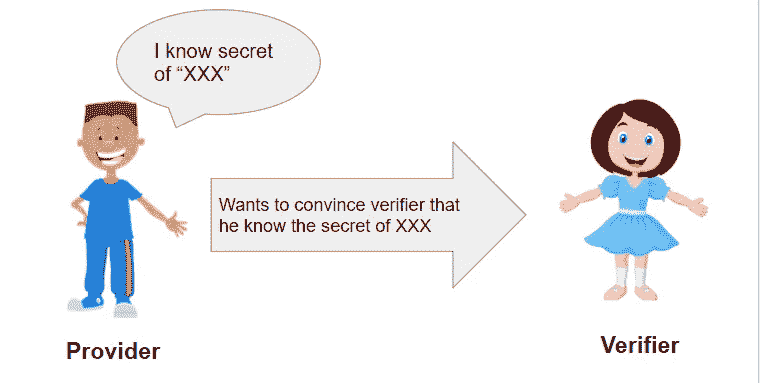 I know secret
of “XXX”
Wants to convince verifier that
he know the secret of XXX
Provider
Verifier